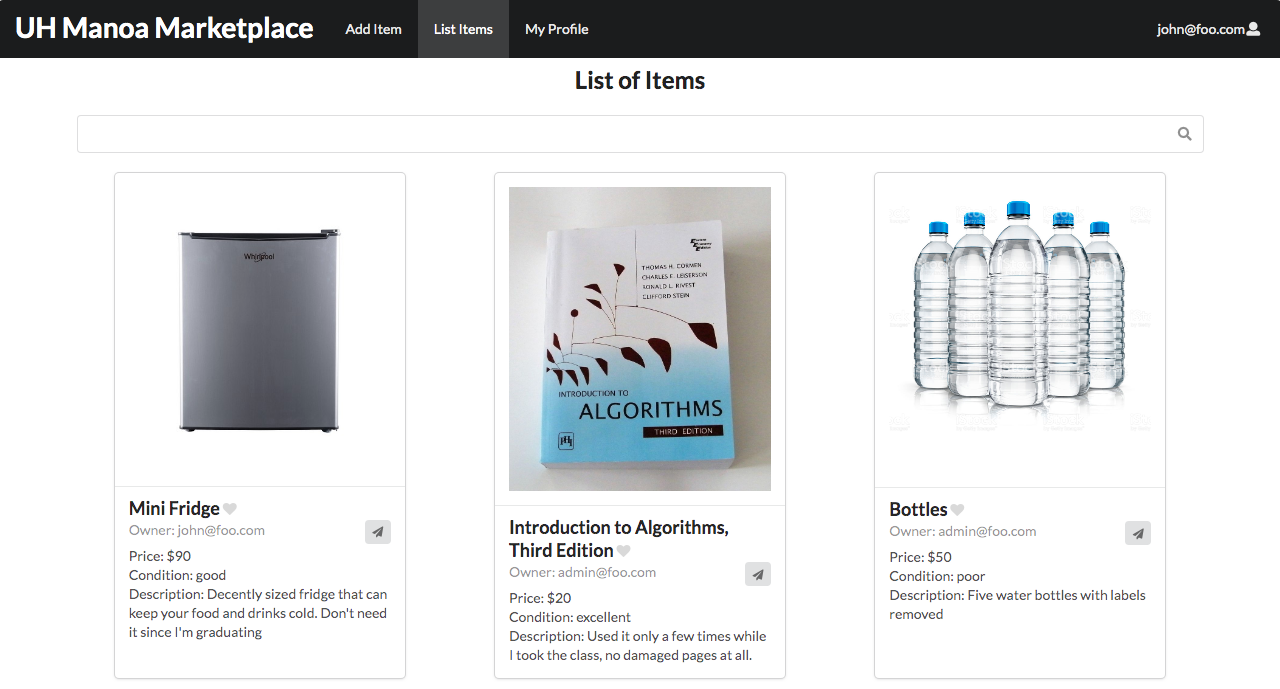 UH Manoa Marketplace Add Item List Items My Profile john@foo.com
List of Items
Whirlpool
THOMAS H. CORMEN
CHARLES E. LEISERSON
RONALD L. RIVEST
CLIFFORD STEIN
INTRODUCTION TO
ALGORITHMS
THIRD EDITION
PHI
Mini Fridge
Owner: john@foo.com
Price: $90
Condition: good
Description: Decently sized fridge that can
keep your food and drinks cold. Don't need
it since I'm graduating
Introduction to Algorithms,
Third Edition
Owner: admin@foo.com
Price: $20
Condition: excellent
Description: Used it only a few times while
I took the class, no damaged pages at all.
Bottles
Owner: admin@foo.com
Price: $50
Condition: poor
Description: Five water bottles with labels
removed